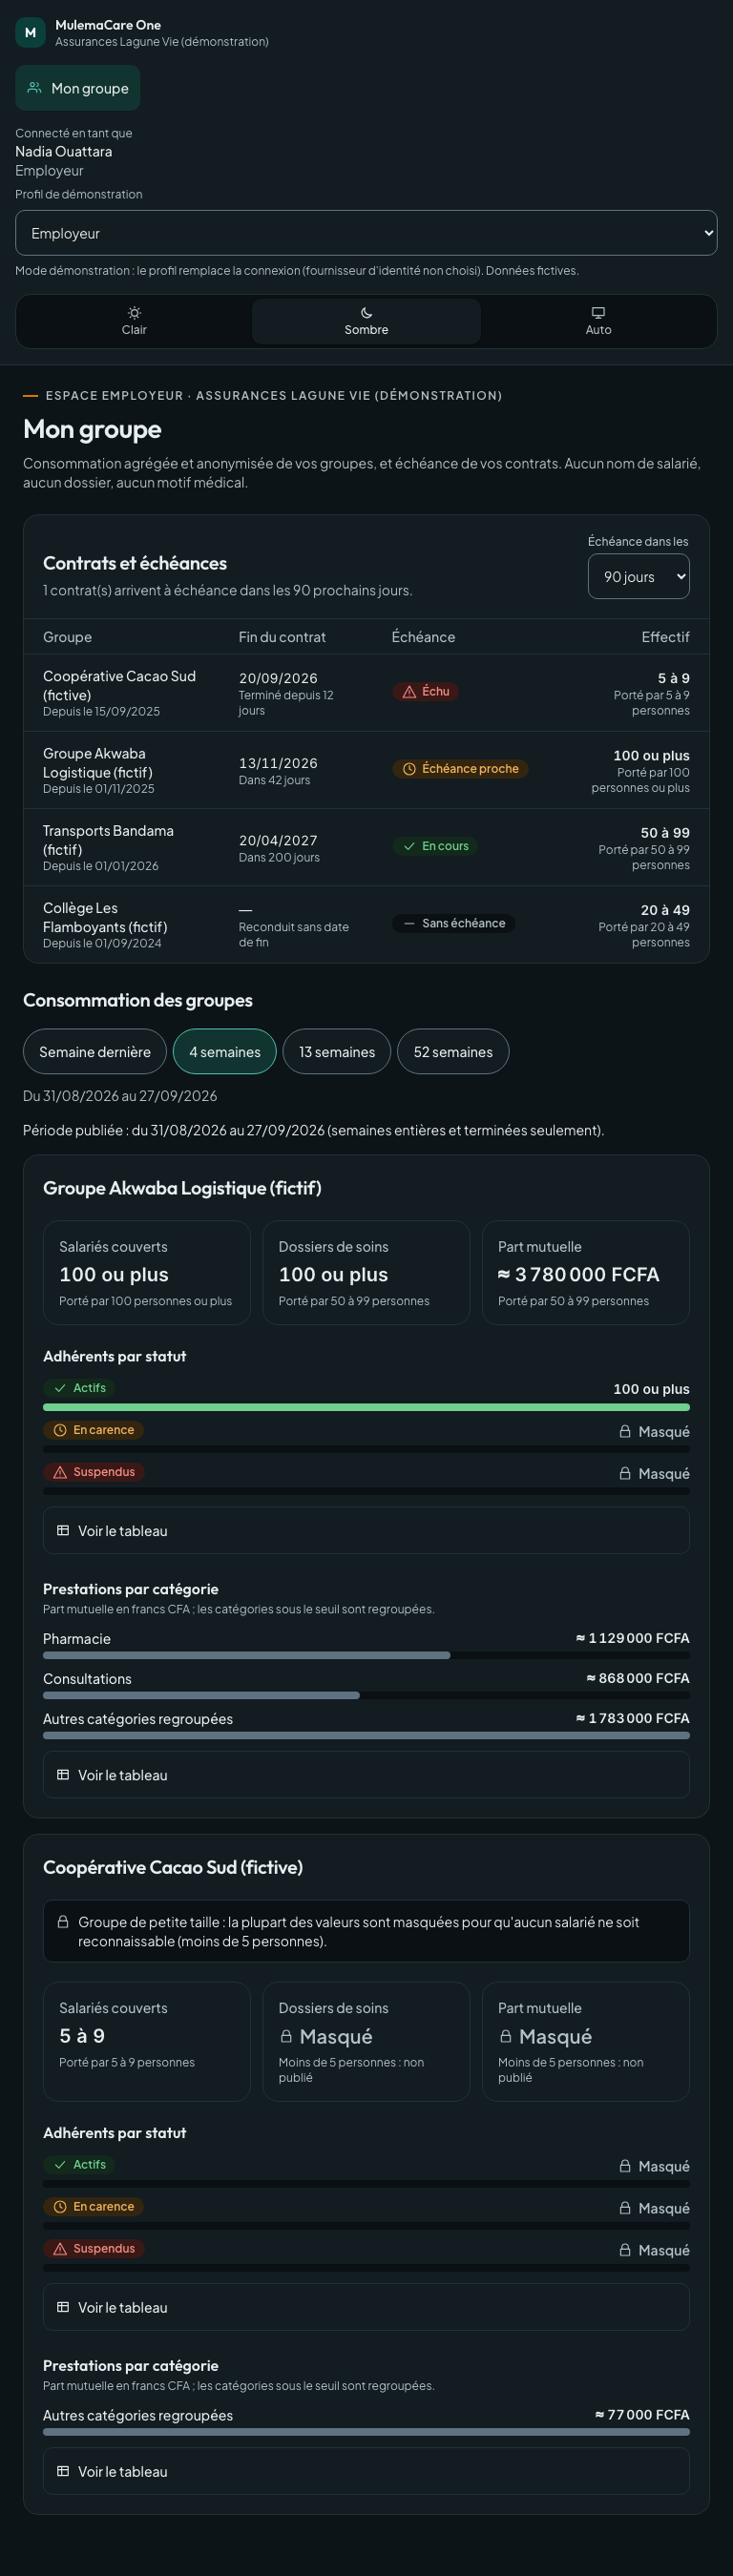 M
MulemaCare One
Assurances Lagune Vie (démonstration)
Mon groupe
Connecté en tant que
Nadia Ouattara
Employeur
Profil de démonstration
Employeur
Mode démonstration : le profil remplace la connexion (fournisseur d'identité non choisi). Données fictives.
Clair
Sombre
Auto
ESPACE EMPLOYEUR · ASSURANCES LAGUNE VIE (DÉMONSTRATION)
Mon groupe
Consommation agrégée et anonymisée de vos groupes, et échéance de vos contrats. Aucun nom de salarié,
aucun dossier, aucun motif médical.
Échéance dans les
Contrats et échéances
90 jours
1 contrat(s) arrivent à échéance dans les 90 prochains jours.
Groupe Fin du contrat Échéance Effectif
Coopérative Cacao Sud
(fictive)
Depuis le 15/09/2025
20/09/2026
Terminé depuis 12
jours
Échu
5 à 9
Porté par 5 à 9
personnes
Groupe Akwaba
Logistique (fictif)
Depuis le 01/11/2025
13/11/2026
Dans 42 jours
Échéance proche
100 ou plus
Porté par 100
personnes ou plus
Transports Bandama
(fictif)
Depuis le 01/01/2026
20/04/2027
Dans 200 jours
En cours
50 à 99
Porté par 50 à 99
personnes
Collège Les
Flamboyants (fictif)
Depuis le 01/09/2024
—
Reconduit sans date
de fin
Sans échéance
20 à 49
Porté par 20 à 49
personnes
Consommation des groupes
Semaine dernière 4 semaines 13 semaines 52 semaines
Du 31/08/2026 au 27/09/2026
Période publiée : du 31/08/2026 au 27/09/2026 (semaines entières et terminées seulement).
Groupe Akwaba Logistique (fictif)
Salariés couverts
100 ou plus
Porté par 100 personnes ou plus
Dossiers de soins
100 ou plus
Porté par 50 à 99 personnes
Part mutuelle
≈ 3 780 000 FCFA
Porté par 50 à 99 personnes
Adhérents par statut
Actifs 100 ou plus
En carence Masqué
Suspendus Masqué
Voir le tableau
Prestations par catégorie
Part mutuelle en francs CFA ; les catégories sous le seuil sont regroupées.
Pharmacie ≈ 1 129 000 FCFA
Consultations ≈ 868 000 FCFA
Autres catégories regroupées ≈ 1 783 000 FCFA
Voir le tableau
Coopérative Cacao Sud (fictive)
Groupe de petite taille : la plupart des valeurs sont masquées pour qu'aucun salarié ne soit
reconnaissable (moins de 5 personnes).
Salariés couverts
5 à 9
Porté par 5 à 9 personnes
Dossiers de soins
Masqué
Moins de 5 personnes : non
publié
Part mutuelle
Masqué
Moins de 5 personnes : non
publié
Adhérents par statut
Actifs Masqué
En carence Masqué
Suspendus Masqué
Voir le tableau
Prestations par catégorie
Part mutuelle en francs CFA ; les catégories sous le seuil sont regroupées.
Autres catégories regroupées ≈ 77 000 FCFA
Voir le tableau